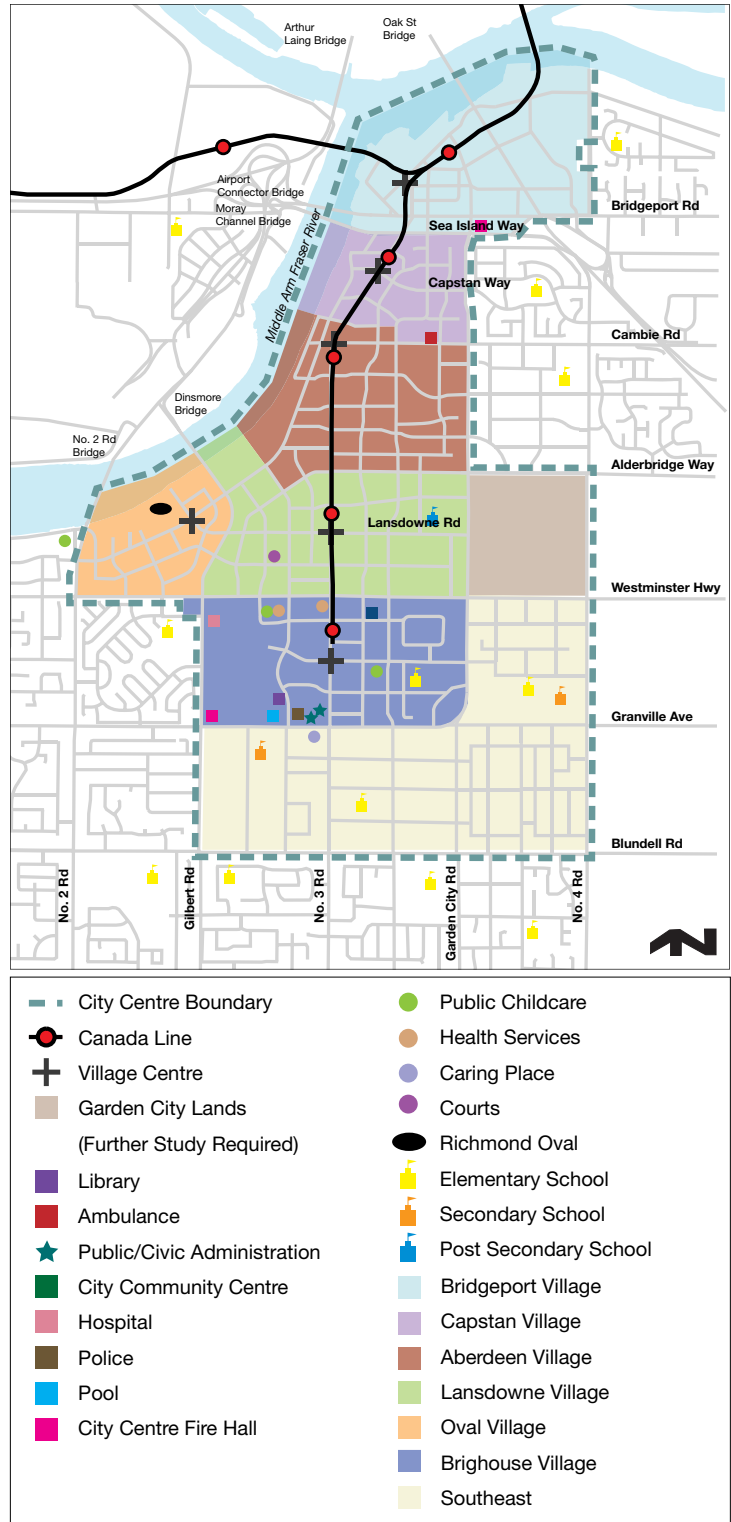 Arthur
Laing Bridge
Oak St
Bridge
Airport
Connector Bridge
Moray
Channel Bridge
Bridgeport Rd
Sea Island Way
Middle Arm Fraser River
Capstan Way
Cambie Rd
Dinsmore
Bridge
No. 2 Rd
Bridge
Alderbridge Way
Lansdowne Rd
Westminster Hwy
Granville Ave
Blundell Rd
No. 2 Rd
Gilbert Rd
No. 3 Rd
Garden City Rd
No. 4 Rd
N
City Centre Boundary
Canada Line
Village Centre
Garden City Lands
(Further Study Required)
Library
Ambulance
Public/Civic Administration
City Community Centre
Hospital
Police
Pool
City Centre Fire Hall
Public Childcare
Health Services
Caring Place
Courts
Richmond Oval
Elementary School
Secondary School
Post Secondary School
Bridgeport Village
Capstan Village
Aberdeen Village
Lansdowne Village
Oval Village
Brighouse Village
Southeast